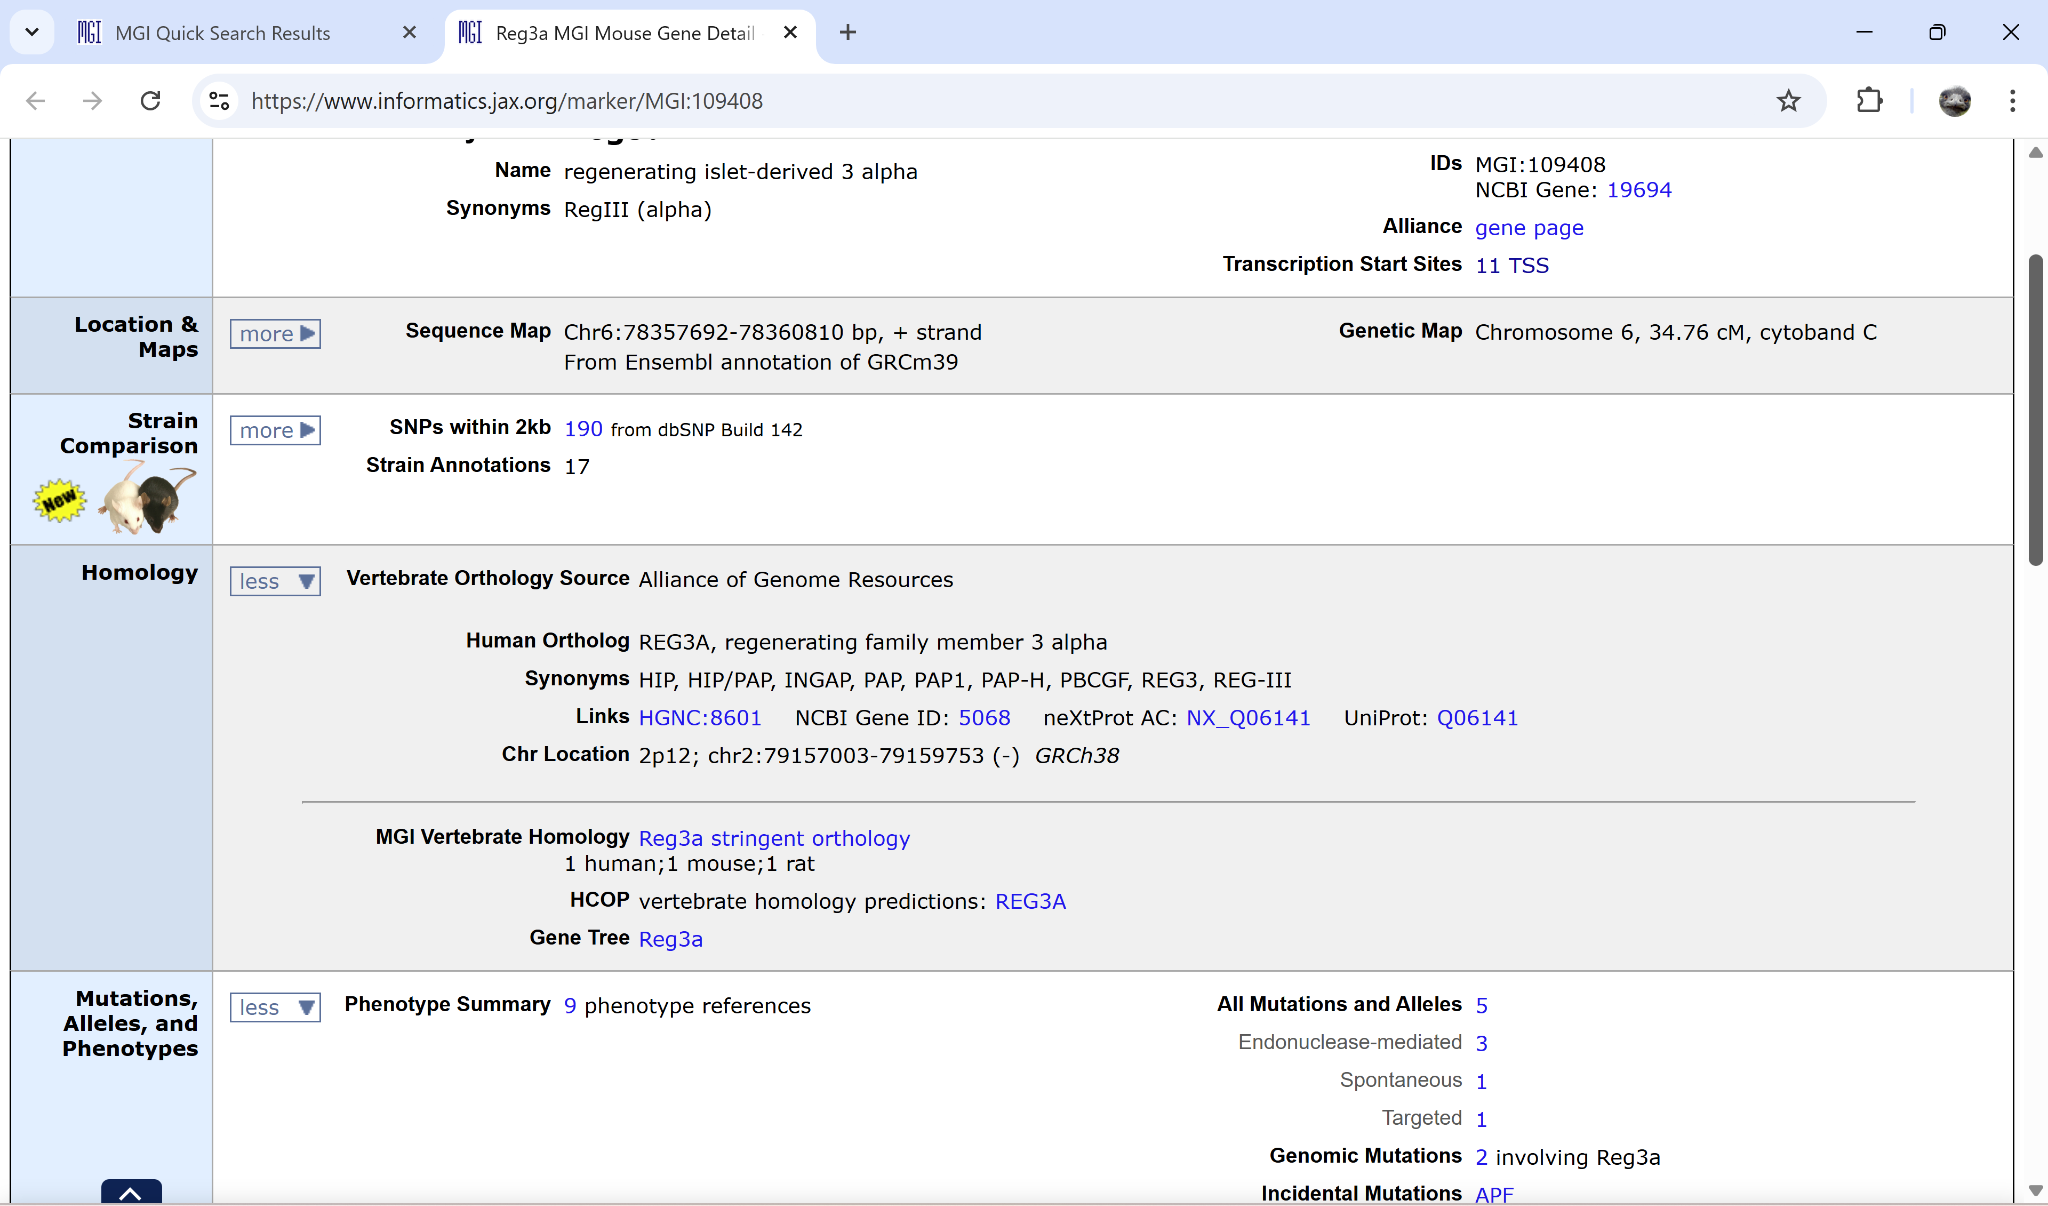 MGI Quick Search Results
Reg3a MGI Mouse Gene Detail
https://www.informatics.jax.org/marker/MGI:109408
Name regenerating islet-derived 3 alpha
Synonyms RegIII (alpha)
IDs MGI:109408
NCBI Gene: 19694
Alliance gene page
Transcription Start Sites 11 TSS
Location & Maps
more
Sequence Map Chr6:78357692-78360810 bp, + strand
From Ensembl annotation of GRCm39
Genetic Map Chromosome 6, 34.76 cM, cytoband C
Strain
Comparison
New
more
SNPs within 2kb 190 from dbSNP Build 142
Strain Annotations 17
Homology
less
Vertebrate Orthology Source Alliance of Genome Resources
Human Ortholog REG3A, regenerating family member 3 alpha
Synonyms HIP, HIP/PAP, INGAP, PAP, PAP1, PAP-H, PBCGF, REG3, REG-III
Links HGNC:8601 NCBI Gene ID: 5068 neXtProt AC: NX_Q06141 UniProt: Q06141
Chr Location 2p12; chr2:79157003-79159753 (-) GRCh38
MGI Vertebrate Homology Reg3a stringent orthology
1 human;1 mouse;1 rat
HCOP vertebrate homology predictions: REG3A
Gene Tree Reg3a
Mutations,
Alleles, and
Phenotypes
less
Phenotype Summary 9 phenotype references
All Mutations and Alleles 5
Endonuclease-mediated 3
Spontaneous 1
Targeted 1
Genomic Mutations 2 involving Reg3a
Incidental Mutations APF